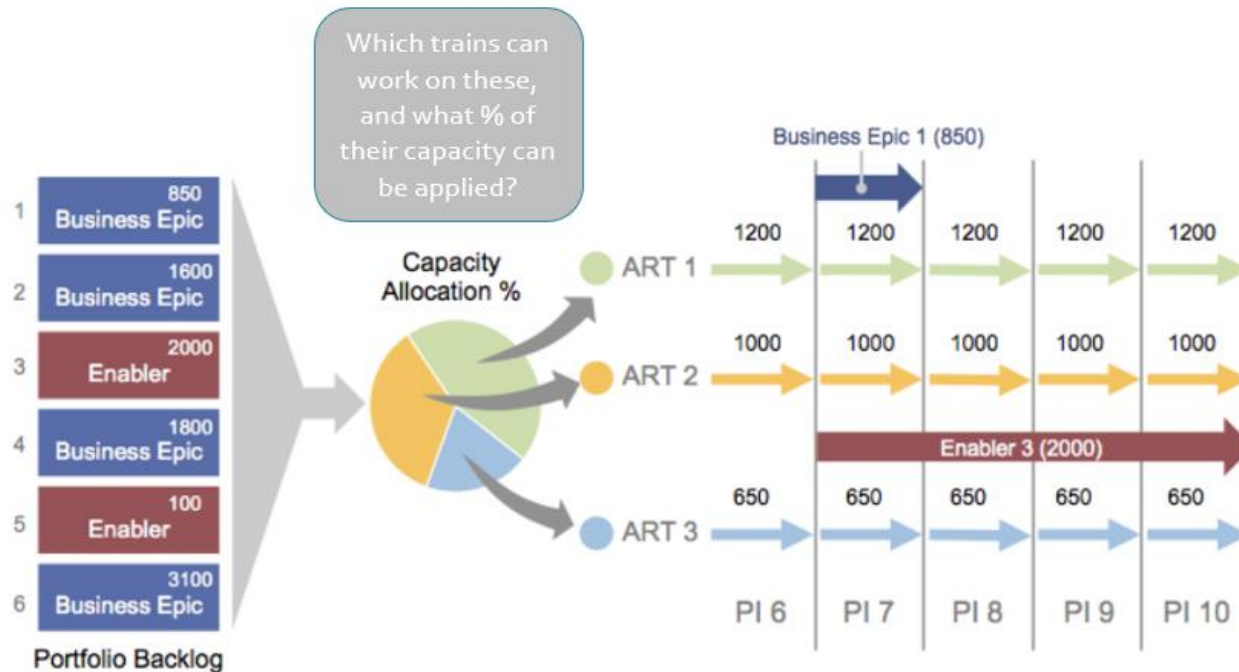 Which trains can
work on these,
and what % of
their capacity can
be applied?
Business Epic 1 (850)
1 850
Business Epic
2 1600
Business Epic
3 2000
Enabler
4 1800
Business Epic
5 100
Enabler
6 3100
Business Epic
Portfolio Backlog
Capacity
Allocation %
1200 1200 1200 1200 1200
ART 1
1000 1000 1000 1000 1000
ART 2
Enabler 3 (2000)
650 650 650 650 650
ART 3
PI 6 PI 7 PI 8 PI 9 PI 10